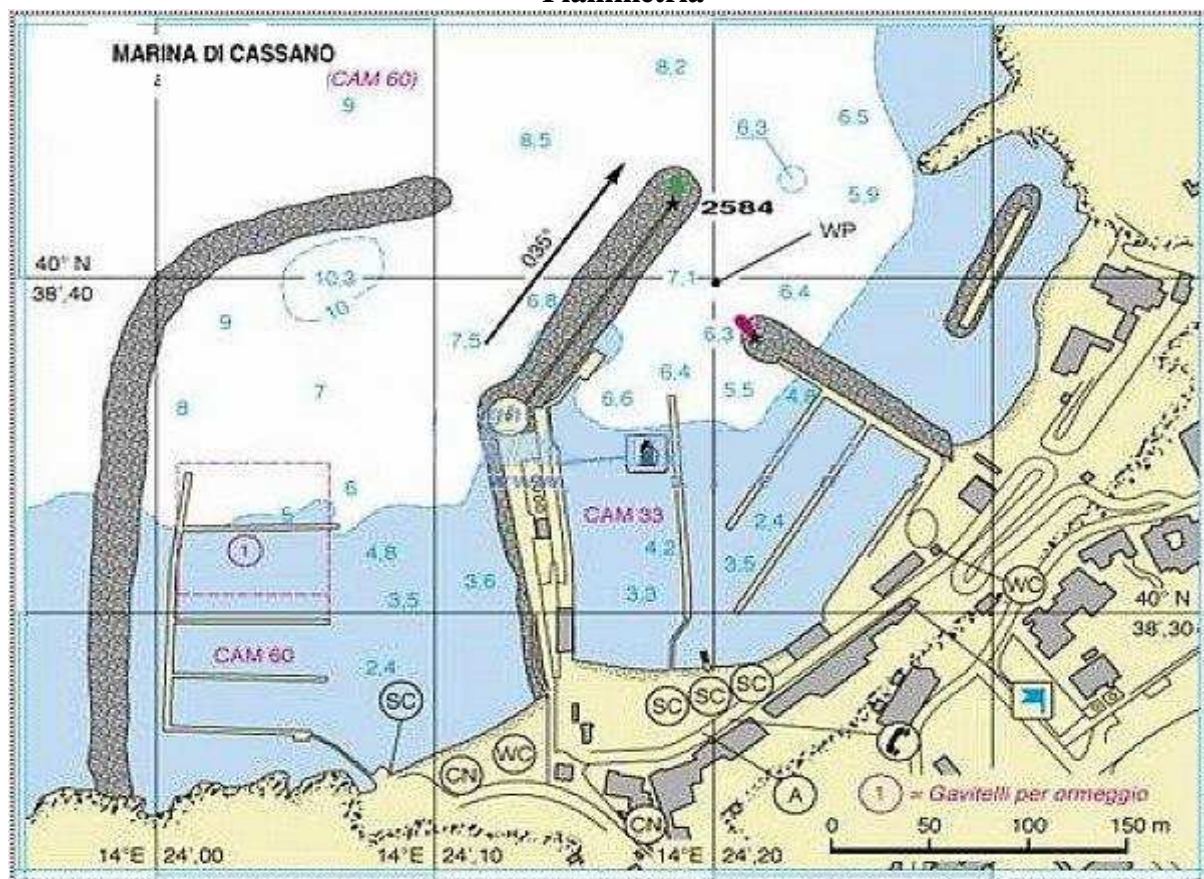 Planimetria
MARINA DI CASSANO
(CAM 60)
9
8,2
8,5
6,3
6,5
5,9
2584
WP
035°
40° N
38',40
10,3
10
9
7,1
6,4
6,8
7,5
6,3
7
8
6,4
6,6
5,5
4,8
6
5
1
CAM 33
2,4
4,8
4,2
3,5
3,6
3,5
3,3
WC
40° N
38',30
CAM 60
2,4
SC
SC
SC
SC
WC
CN
A
CN
1 = Gavitelli per ormeggio
0 50 100 150 m
14°E 24',00
14°E 24',10
14°E 24',20